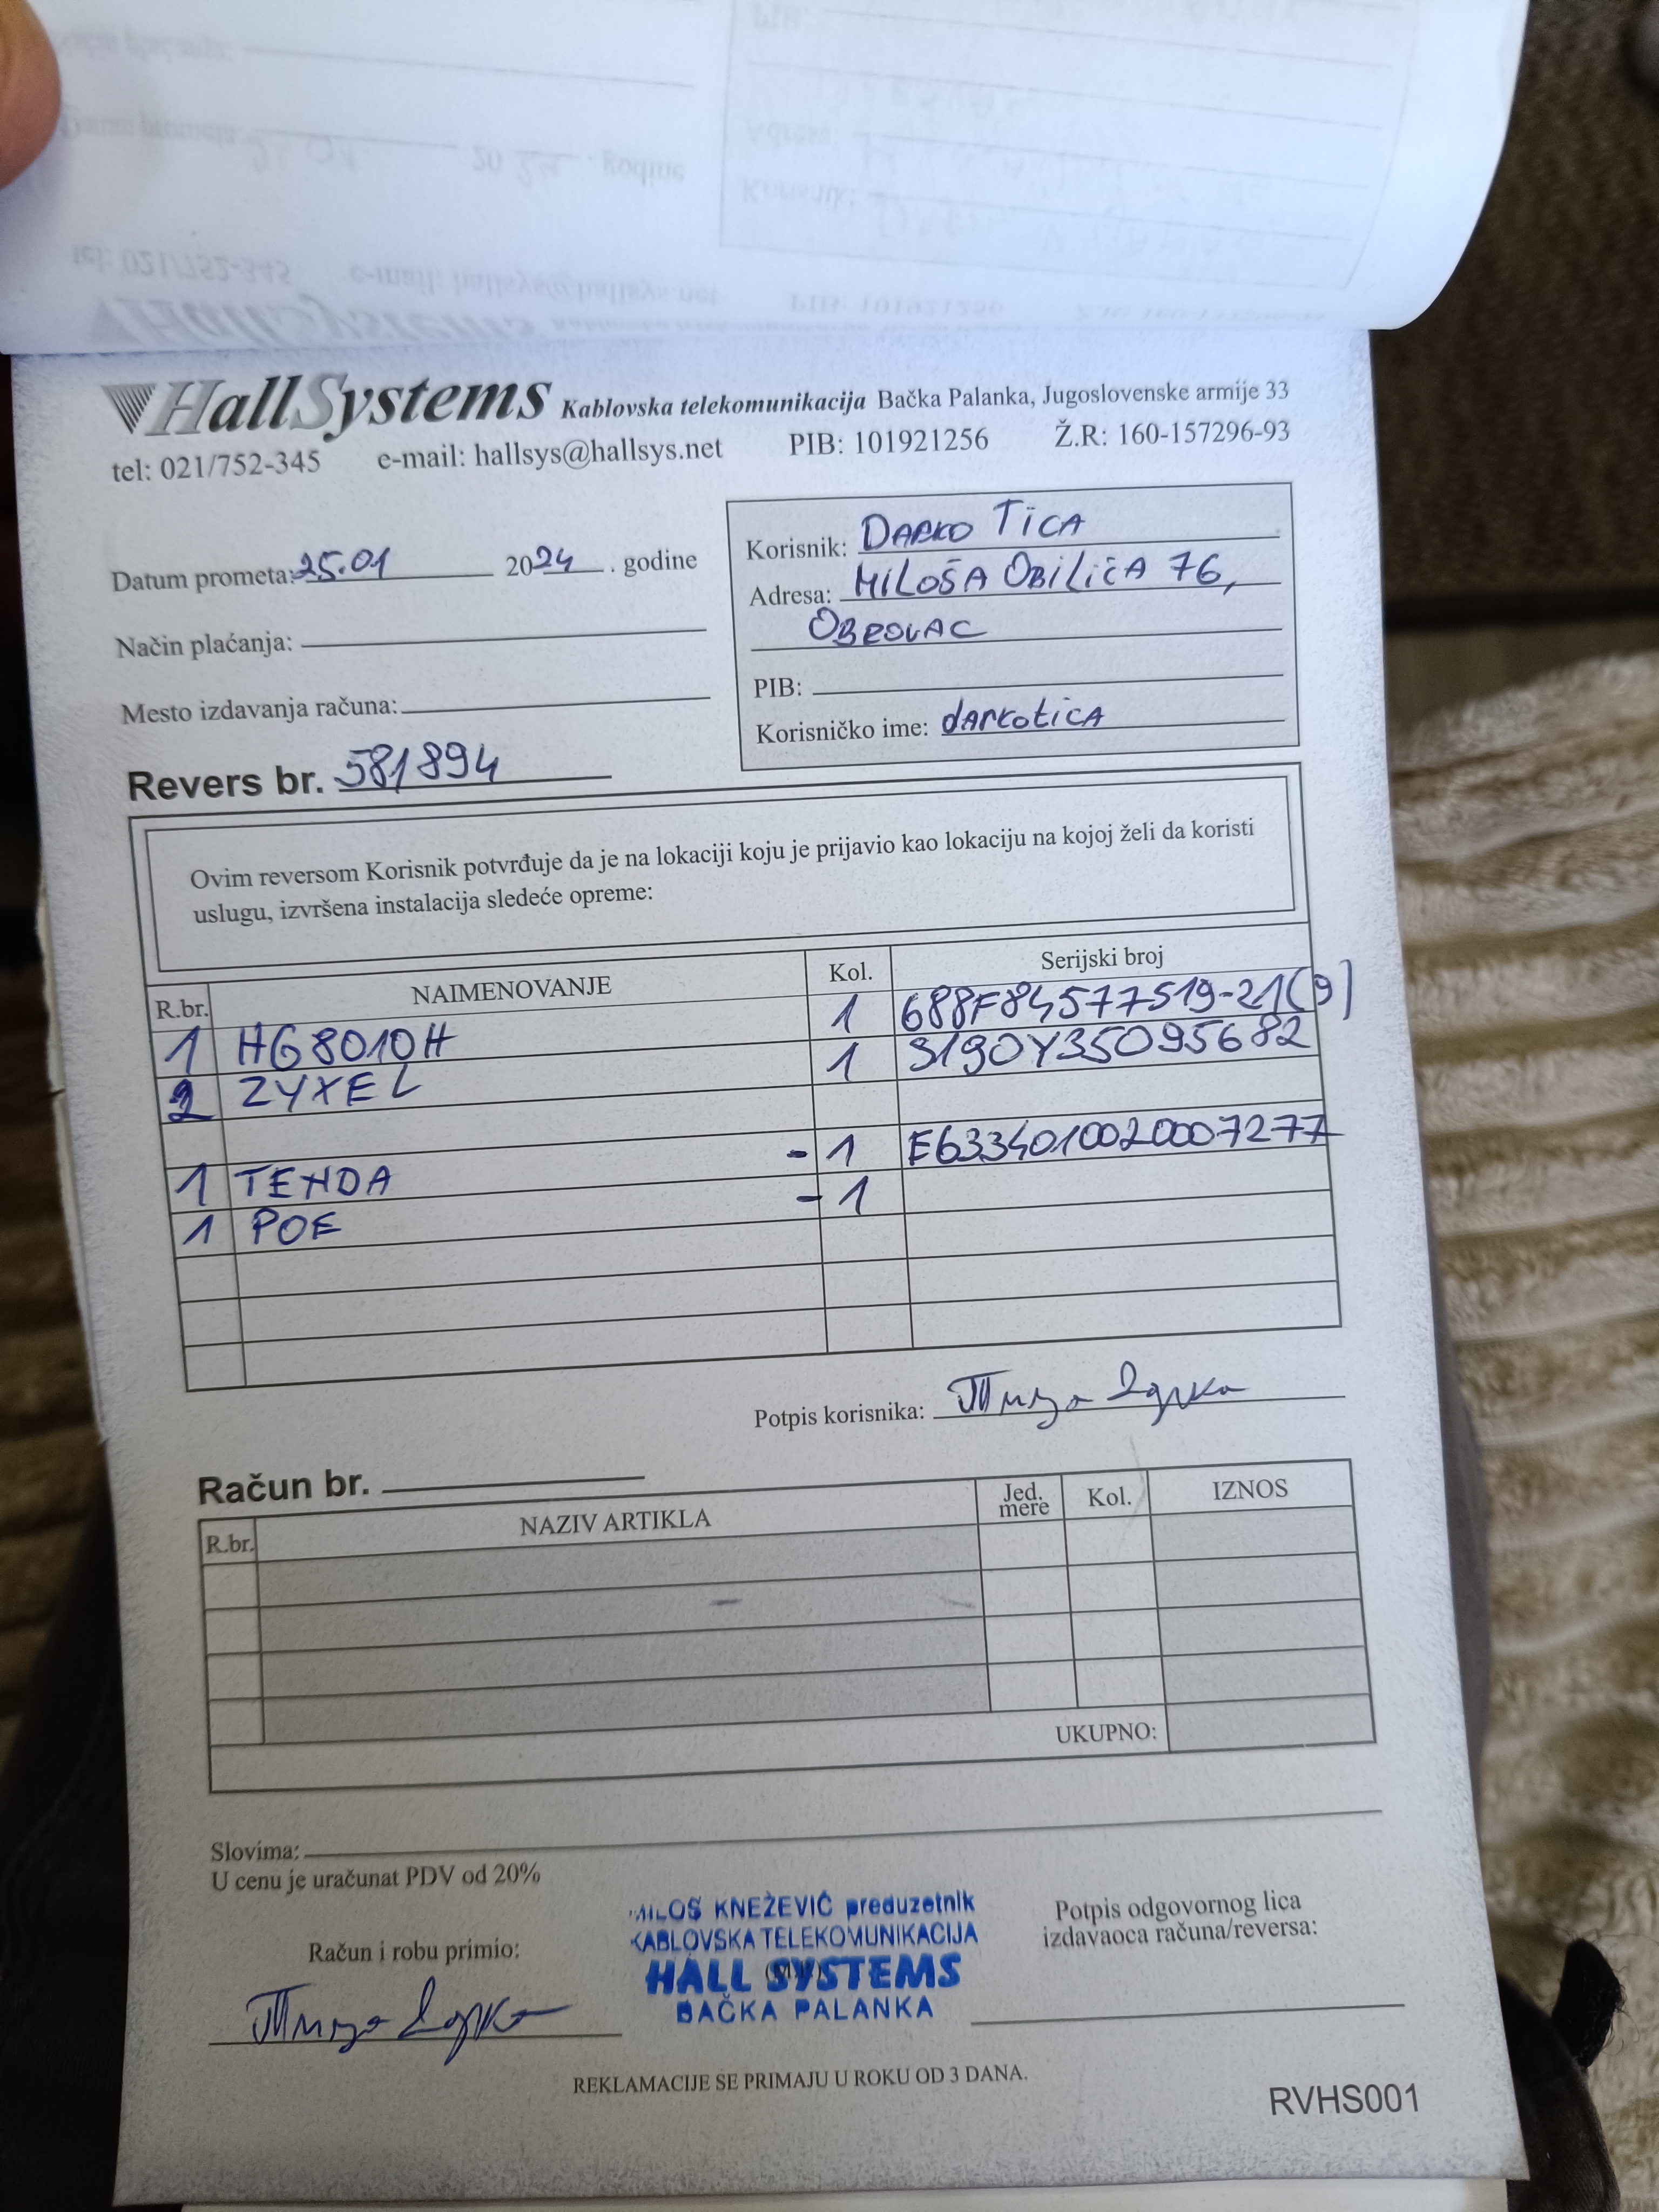 HallSystems Kablovska telekomunikacija Bačka Palanka, Jugoslovenske armije 33
tel: 021/752-345 e-mail: hallsys@hallsys.net PIB: 101921256 Ž.R: 160-157296-93
Datum prometa: 25.01 2024. godine
Način plaćanja:
Mesto izdavanja računa:
Revers br. 581894
Korisnik: DARKO TICA
Adresa: MILOŠA OBILIĆA 76,
OBROVAC
PIB:
Korisničko ime: darkotica
Ovim reversom Korisnik potvrđuje da je na lokaciji koju je prijavio kao lokaciju na kojoj želi da koristi
uslugu, izvršena instalacija sledeće opreme:
R.br. NAIMENOVANJE Kol. Serijski broj
1 HG8010H 1 688F84577519-21(9)
2 ZYXEL 1 S190Y35095682
1 TENDA -1 E6334010020007277
1 POE -1
Potpis korisnika: Тица Дарко
Račun br.
R.br. NAZIV ARTIKLA Jed. mere Kol. IZNOS
UKUPNO:
Slovima:
U cenu je uračunat PDV od 20%
Račun i robu primio:
Тица Дарко
MILOŠ KNEŽEVIĆ preduzetnik
KABLOVSKA TELEKOMUNIKACIJA
HALL SYSTEMS
BAČKA PALANKA
Potpis odgovornog lica
izdavaoca računa/reversa:
REKLAMACIJE SE PRIMAJU U ROKU OD 3 DANA.
RVHS001